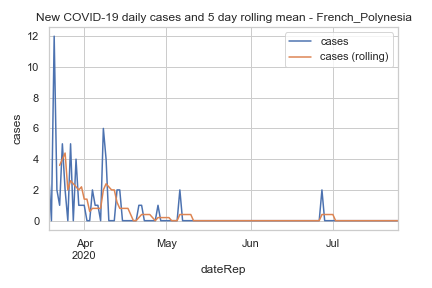 New COVID-19 daily cases and 5 day rolling mean - French_Polynesia
cases
cases (rolling)
12
10
8
6
4
2
0
cases
Apr
2020
May
Jun
Jul
dateRep